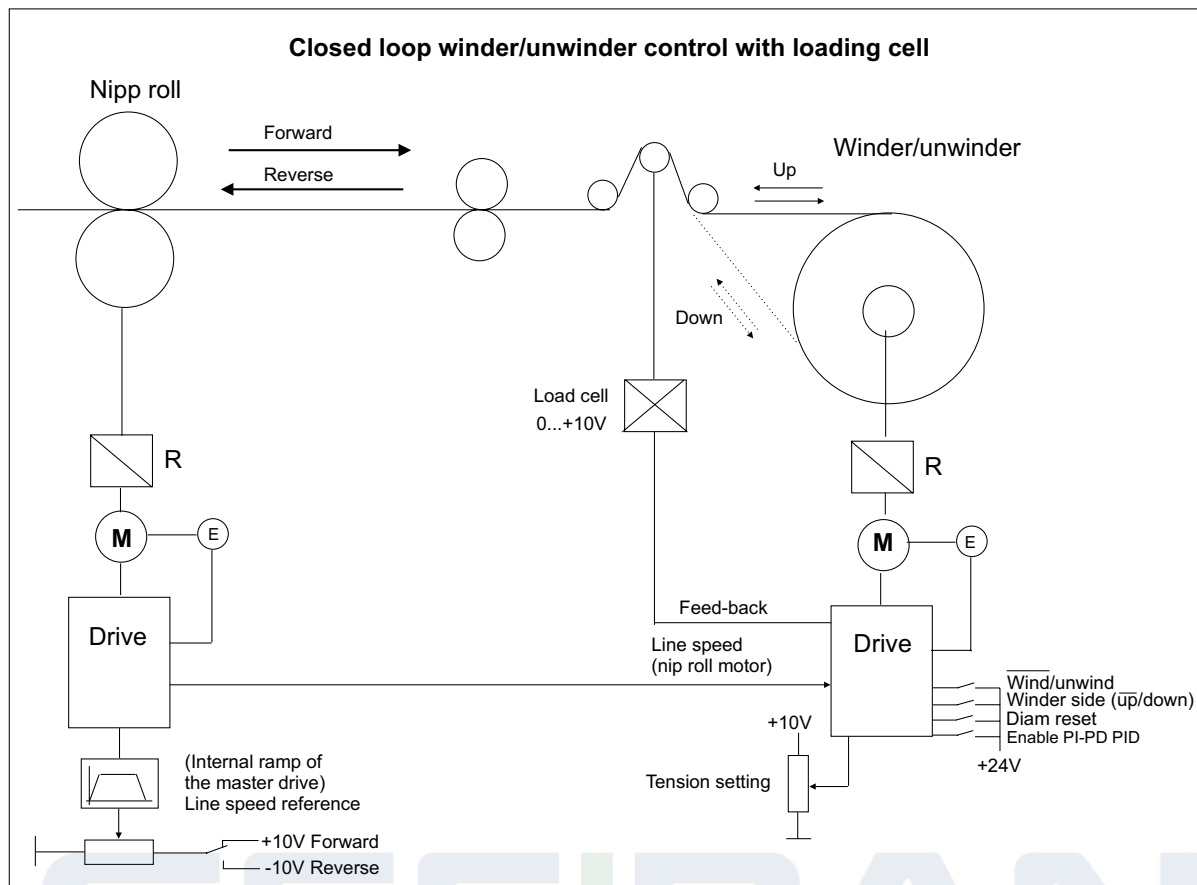 Closed loop winder/unwinder control with loading cell
Nipp roll
Forward
Reverse
Winder/unwinder
Up
Down
Load cell
0...+10V
R
R
M
E
M
E
Feed-back
Drive
Drive
Line speed
(nip roll motor)
Wind/unwind
Winder side (up/down)
Diam reset
Enable PI-PD PID
+24V
+10V
Tension setting
(Internal ramp of
the master drive)
Line speed reference
+10V Forward
-10V Reverse